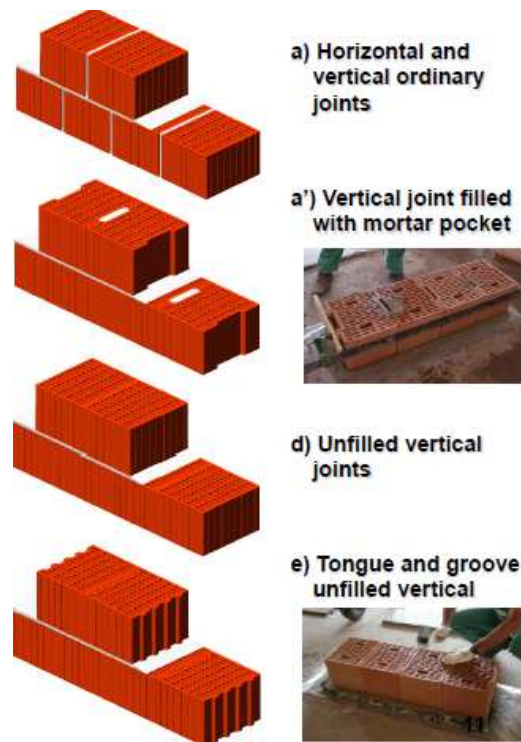 a) Horizontal and
vertical ordinary
joints
a') Vertical joint filled
with mortar pocket
d) Unfilled vertical
joints
e) Tongue and groove
unfilled vertical
11